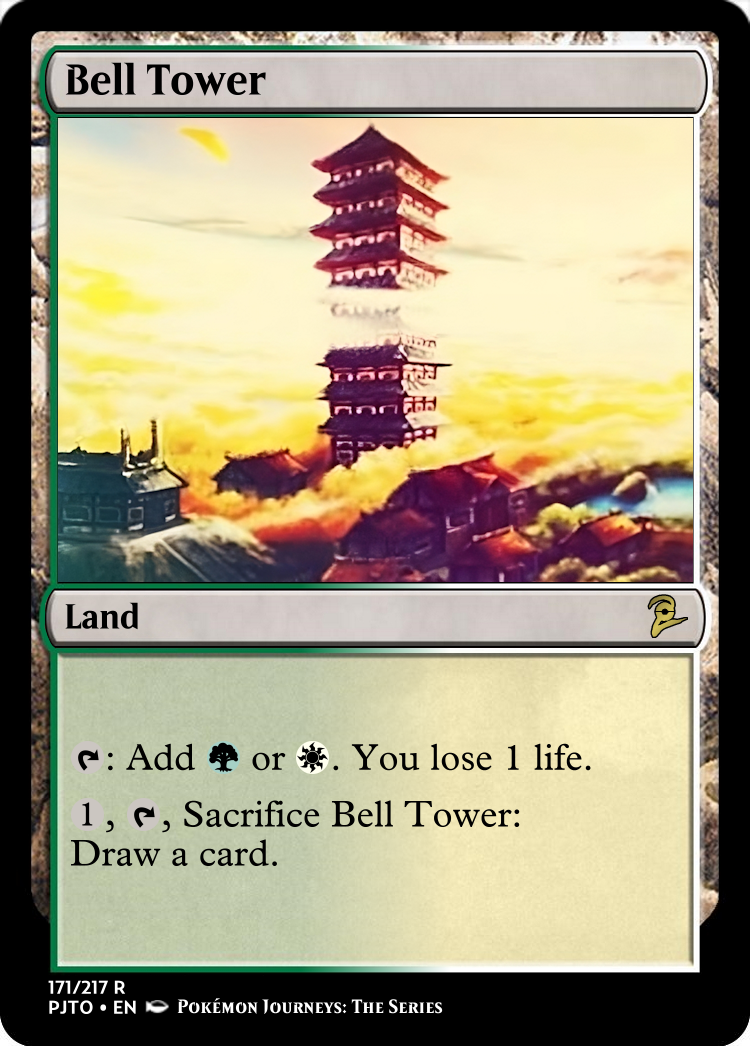 Bell Tower
Land
: Add or . You lose 1 life.
1, , Sacrifice Bell Tower:
Draw a card.
171/217 R
PJTO • EN Pokémon Journeys: The Series